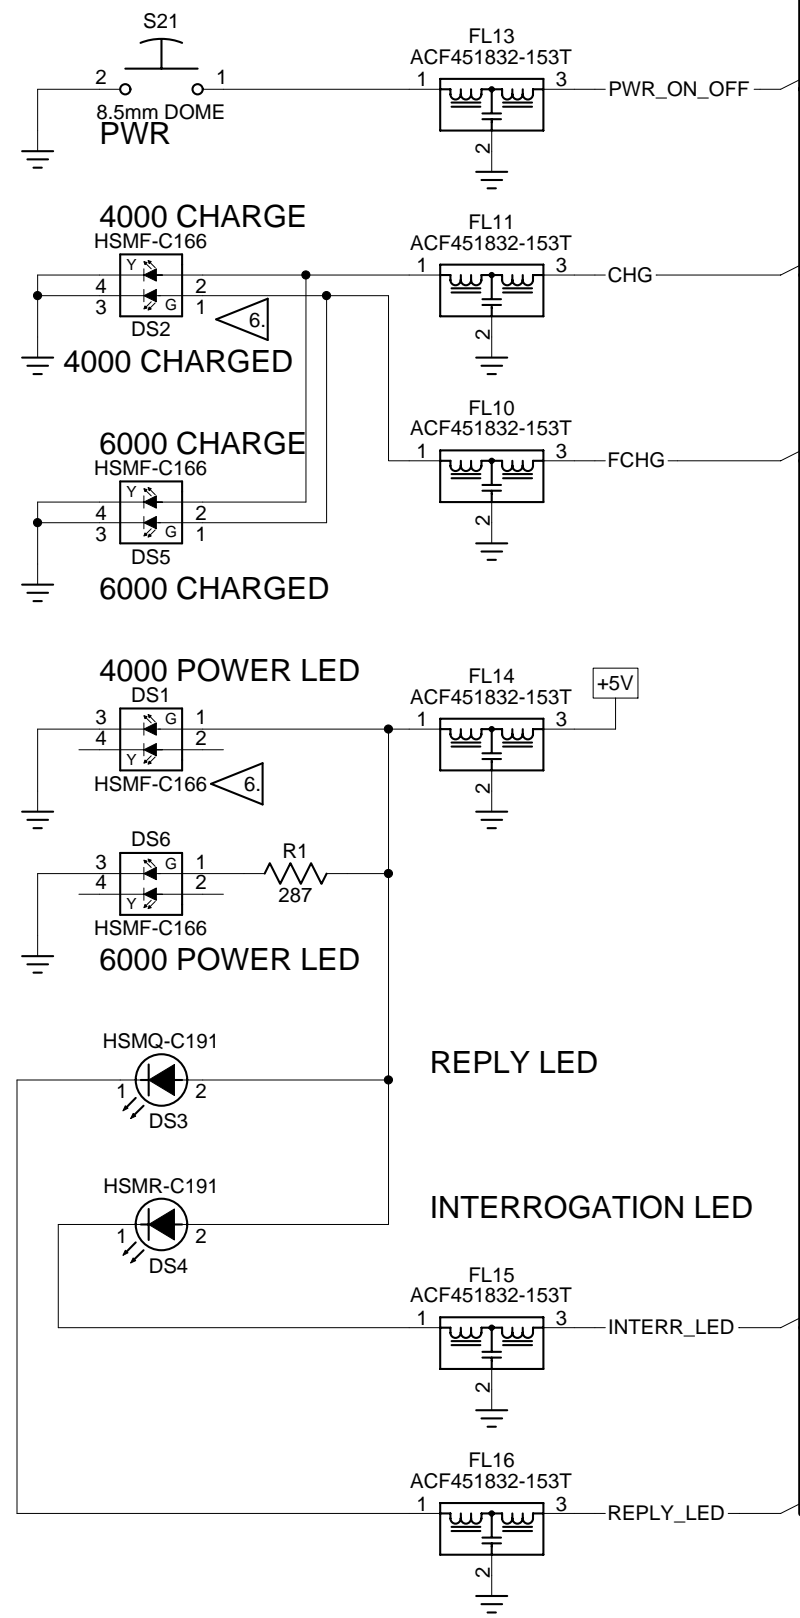 S21
2 1
8.5mm DOME
PWR
FL13
ACF451832-153T
1 3 PWR_ON_OFF
2
4000 CHARGE
HSMF-C166
Y
4 2
3 G 1
DS2
6.
4000 CHARGED
FL11
ACF451832-153T
1 3 CHG
2
6000 CHARGE
HSMF-C166
Y
4 2
3 G 1
DS5
6000 CHARGED
FL10
ACF451832-153T
1 3 FCHG
2
4000 POWER LED
DS1
3 G 1
4 2
Y
HSMF-C166
6.
FL14
ACF451832-153T
1 3
+5V
2
DS6
3 G 1
4 2
Y
HSMF-C166
R1
287
6000 POWER LED
HSMQ-C191
1 2
DS3
REPLY LED
HSMR-C191
1 2
DS4
INTERROGATION LED
FL15
ACF451832-153T
1 3 INTERR_LED
2
FL16
ACF451832-153T
1 3 REPLY_LED
2